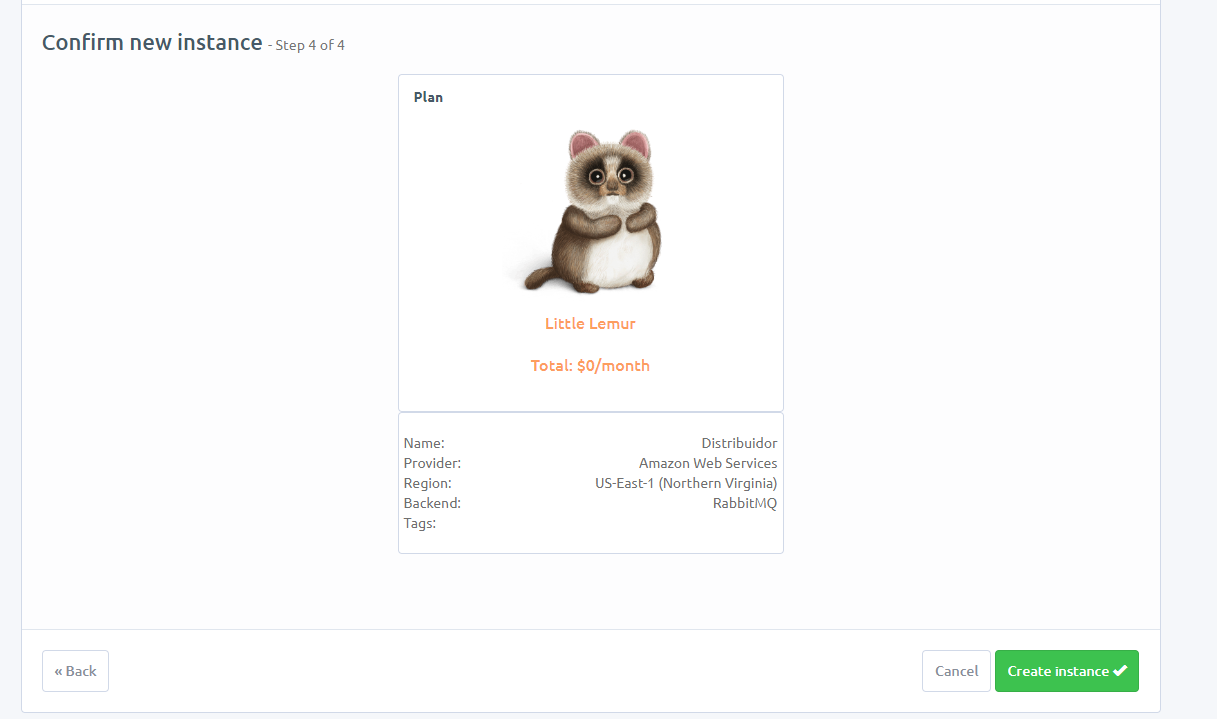 Confirm new instance - Step 4 of 4
Plan
Little Lemur
Total: $0/month
Name: Distribuidor
Provider: Amazon Web Services
Region: US-East-1 (Northern Virginia)
Backend: RabbitMQ
Tags:
« Back Cancel Create instance ✔